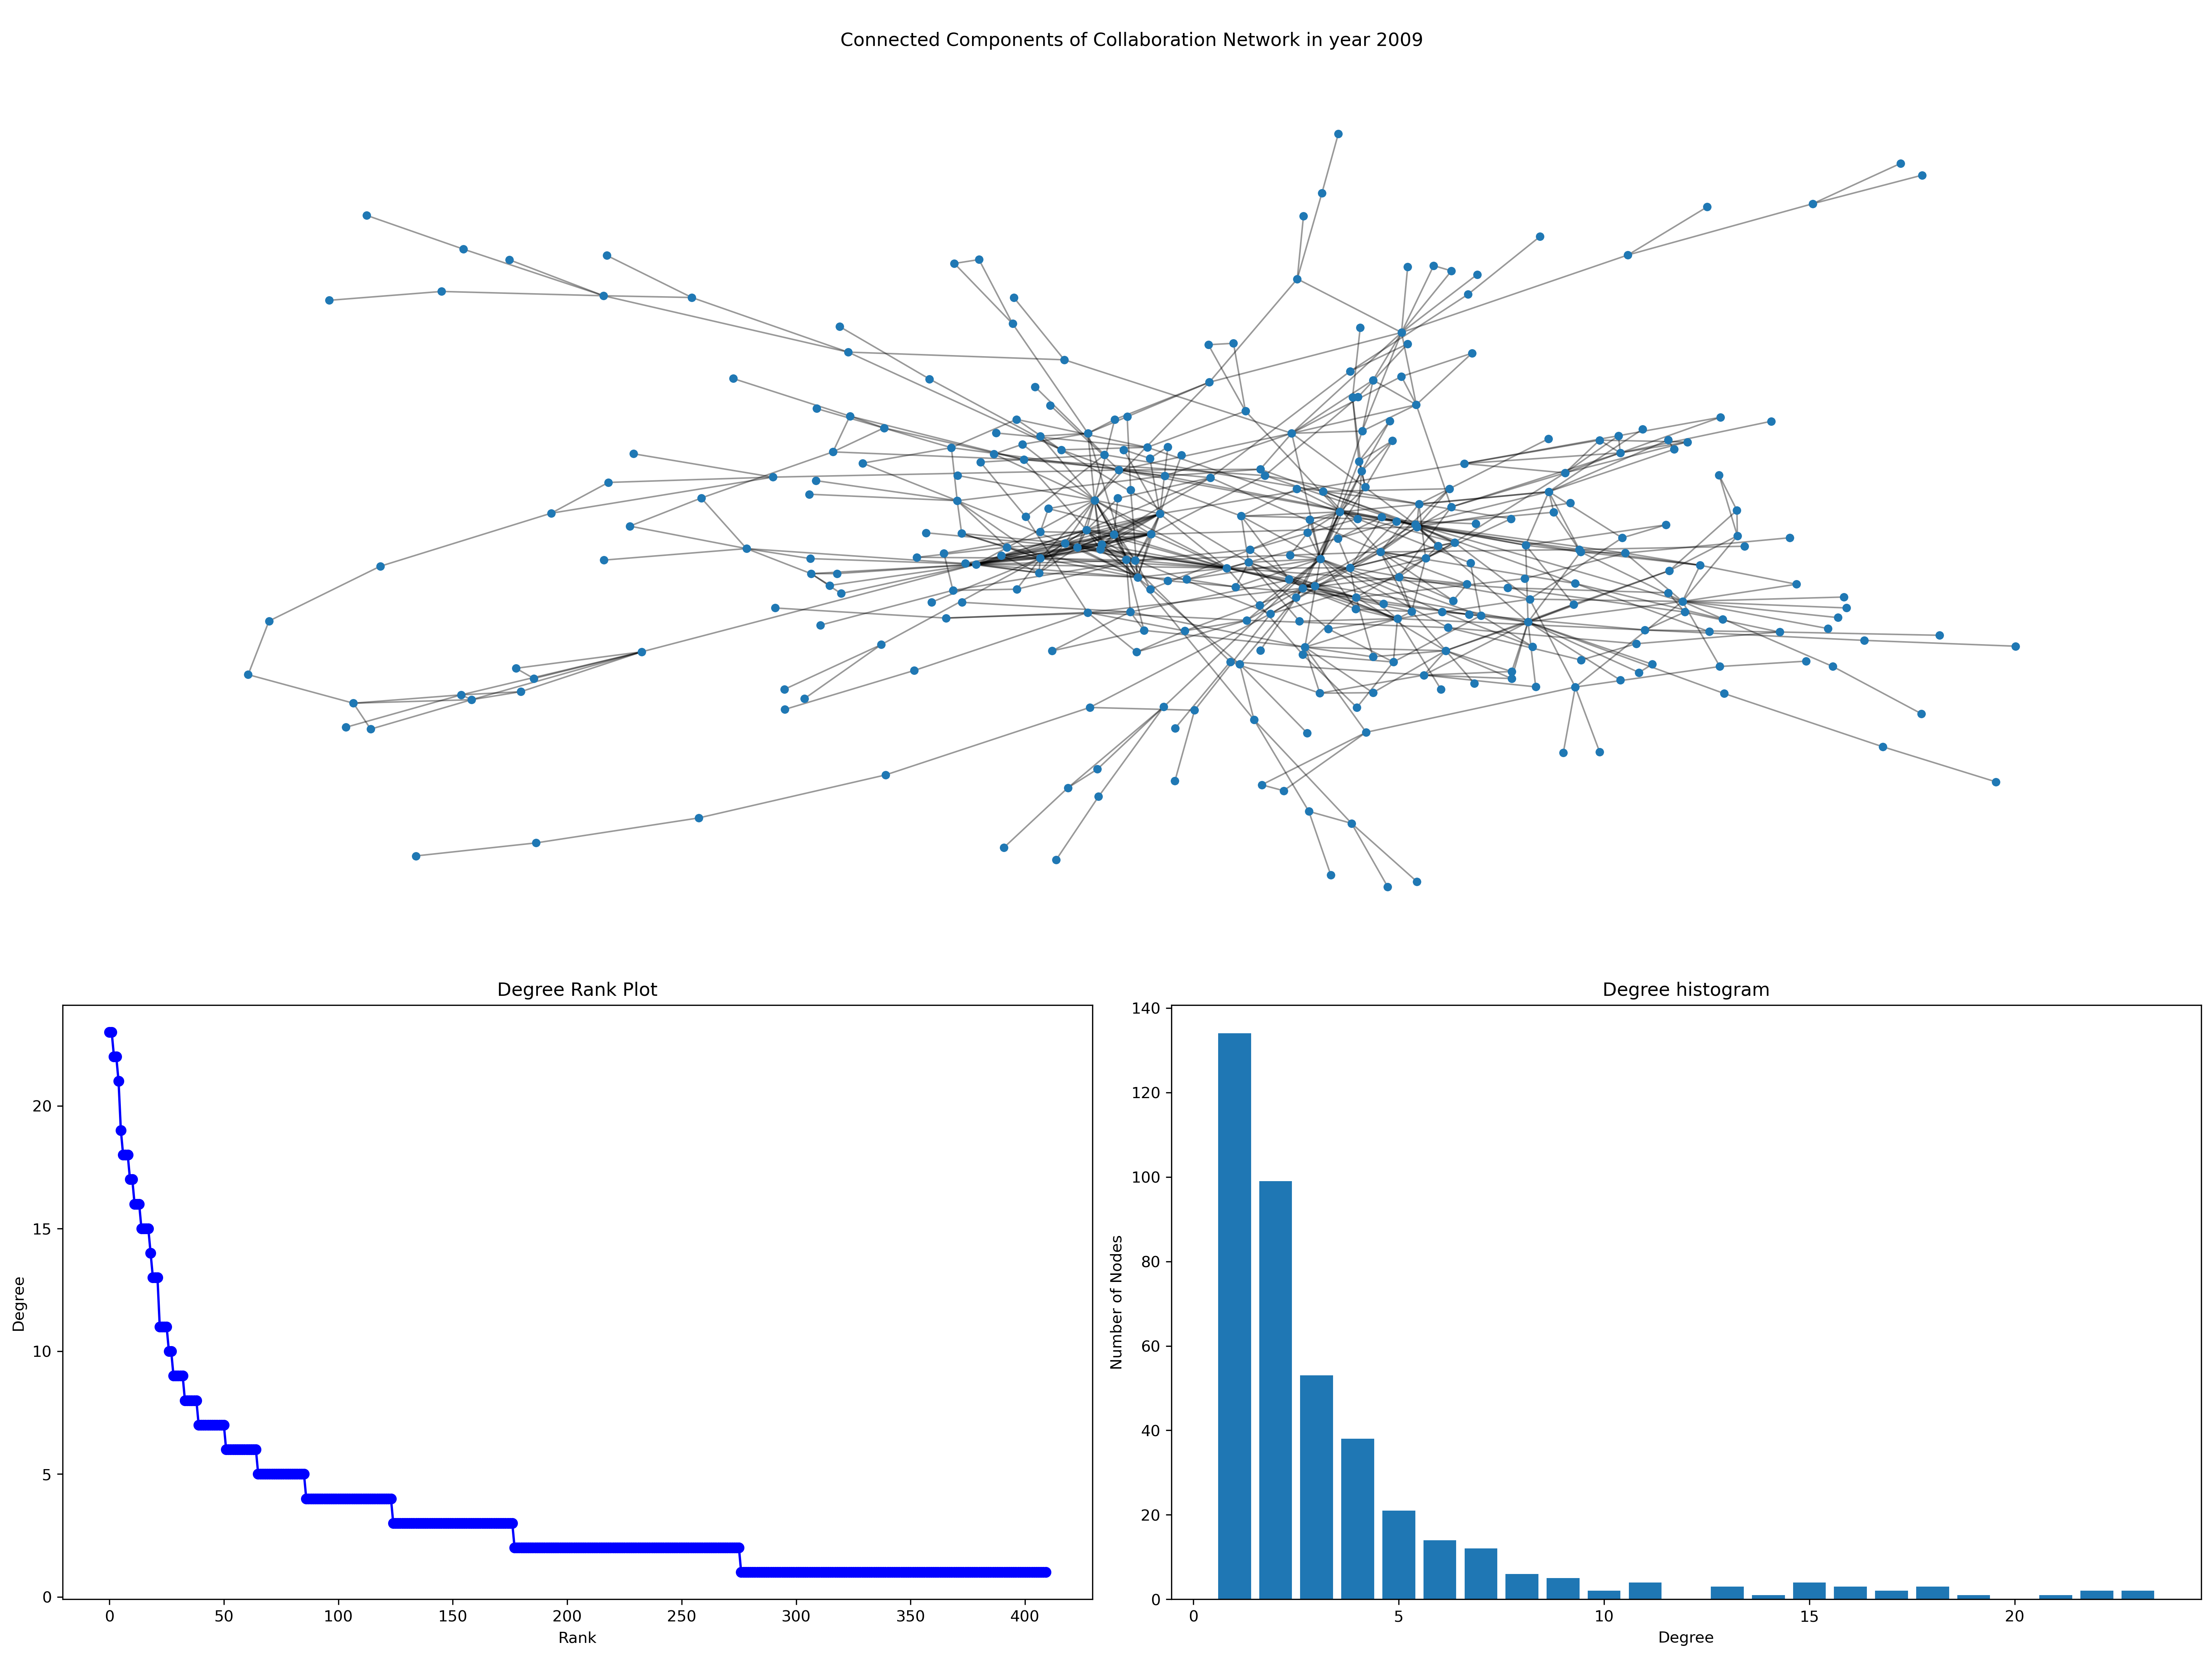 Connected Components of Collaboration Network in year 2009
Degree Rank Plot
Degree
20
15
10
5
0
0 50 100 150 200 250 300 350 400
Rank
Degree histogram
Number of Nodes
140
120
100
80
60
40
20
0
0 5 10 15 20
Degree